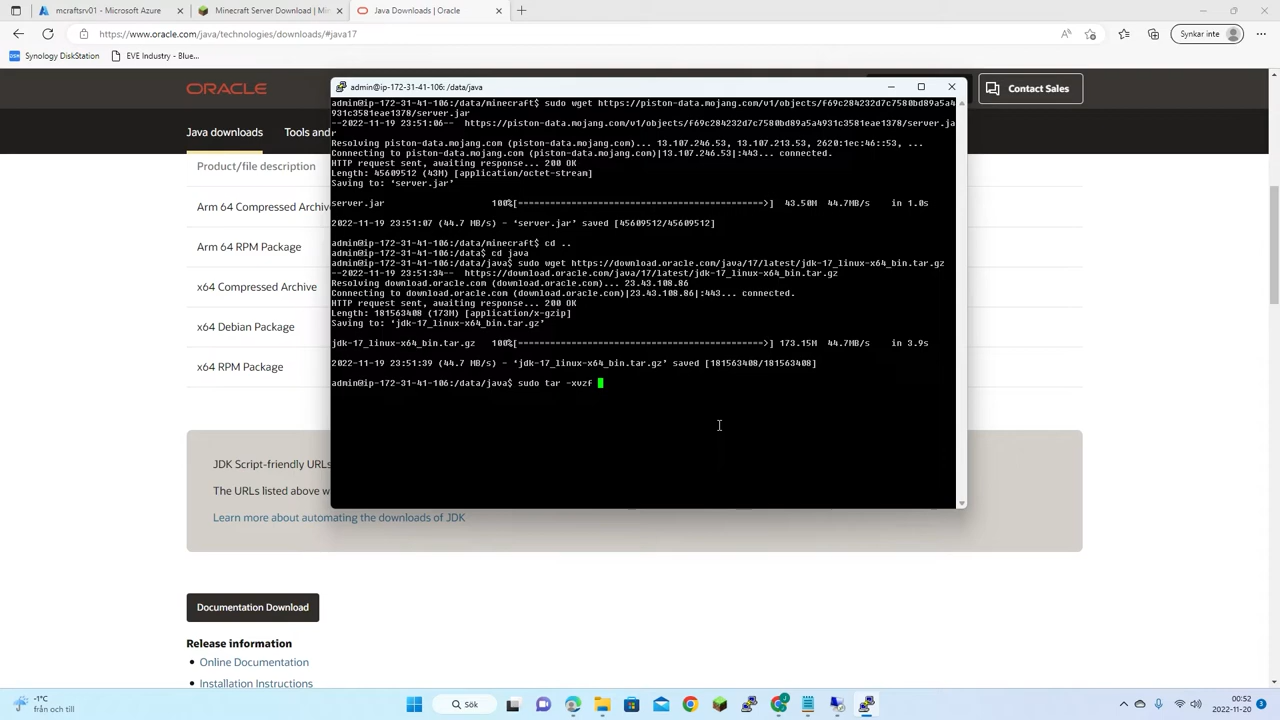 mcraftsrv01 - Microsoft Azure
Minecraft Server Download | Min
Java Downloads | Oracle
https://www.oracle.com/java/technologies/downloads/#java17
Synkar inte
Synology DiskStation
EVE Industry - Blue...
ORACLE
Contact Sales
Java downloads
Tools and
Product/file description
Arm 64 Compressed Archiv
Arm 64 RPM Package
x64 Compressed Archive
x64 Debian Package
x64 RPM Package
JDK Script-friendly URLs
The URLs listed above w
Learn more about automating the downloads of JDK
Documentation Download
Release information
Online Documentation
Installation Instructions
admin@ip-172-31-41-106: /data/java
admin@ip-172-31-41-106:/data/minecraft$ sudo wget https://piston-data.mojang.com/v1/objects/f69c284232d7c7580bd89a5a4
931c3581eae1378/server.jar
--2022-11-19 23:51:06-- https://piston-data.mojang.com/v1/objects/f69c284232d7c7580bd89a5a4931c3581eae1378/server.ja
r
Resolving piston-data.mojang.com (piston-data.mojang.com)... 13.107.246.53, 13.107.213.53, 2620:1ec:46::53, ...
Connecting to piston-data.mojang.com (piston-data.mojang.com)|13.107.246.53|:443... connected.
HTTP request sent, awaiting response... 200 OK
Length: 45609512 (43M) [application/octet-stream]
Saving to: ‘server.jar’
server.jar 100%[============================================>] 43.50M 44.7MB/s in 1.0s
2022-11-19 23:51:07 (44.7 MB/s) - ‘server.jar’ saved [45609512/45609512]
admin@ip-172-31-41-106:/data/minecraft$ cd ..
admin@ip-172-31-41-106:/data$ cd java
admin@ip-172-31-41-106:/data/java$ sudo wget https://download.oracle.com/java/17/latest/jdk-17_linux-x64_bin.tar.gz
--2022-11-19 23:51:34-- https://download.oracle.com/java/17/latest/jdk-17_linux-x64_bin.tar.gz
Resolving download.oracle.com (download.oracle.com)... 23.43.108.86
Connecting to download.oracle.com (download.oracle.com)|23.43.108.86|:443... connected.
HTTP request sent, awaiting response... 200 OK
Length: 181563408 (173M) [application/x-gzip]
Saving to: ‘jdk-17_linux-x64_bin.tar.gz’
jdk-17_linux-x64_bin.tar.gz 100%[============================================>] 173.15M 44.7MB/s in 3.9s
2022-11-19 23:51:39 (44.7 MB/s) - ‘jdk-17_linux-x64_bin.tar.gz’ saved [181563408/181563408]
admin@ip-172-31-41-106:/data/java$ sudo tar -xvzf
-1°C
från och till
Sök
00:52
2022-11-20